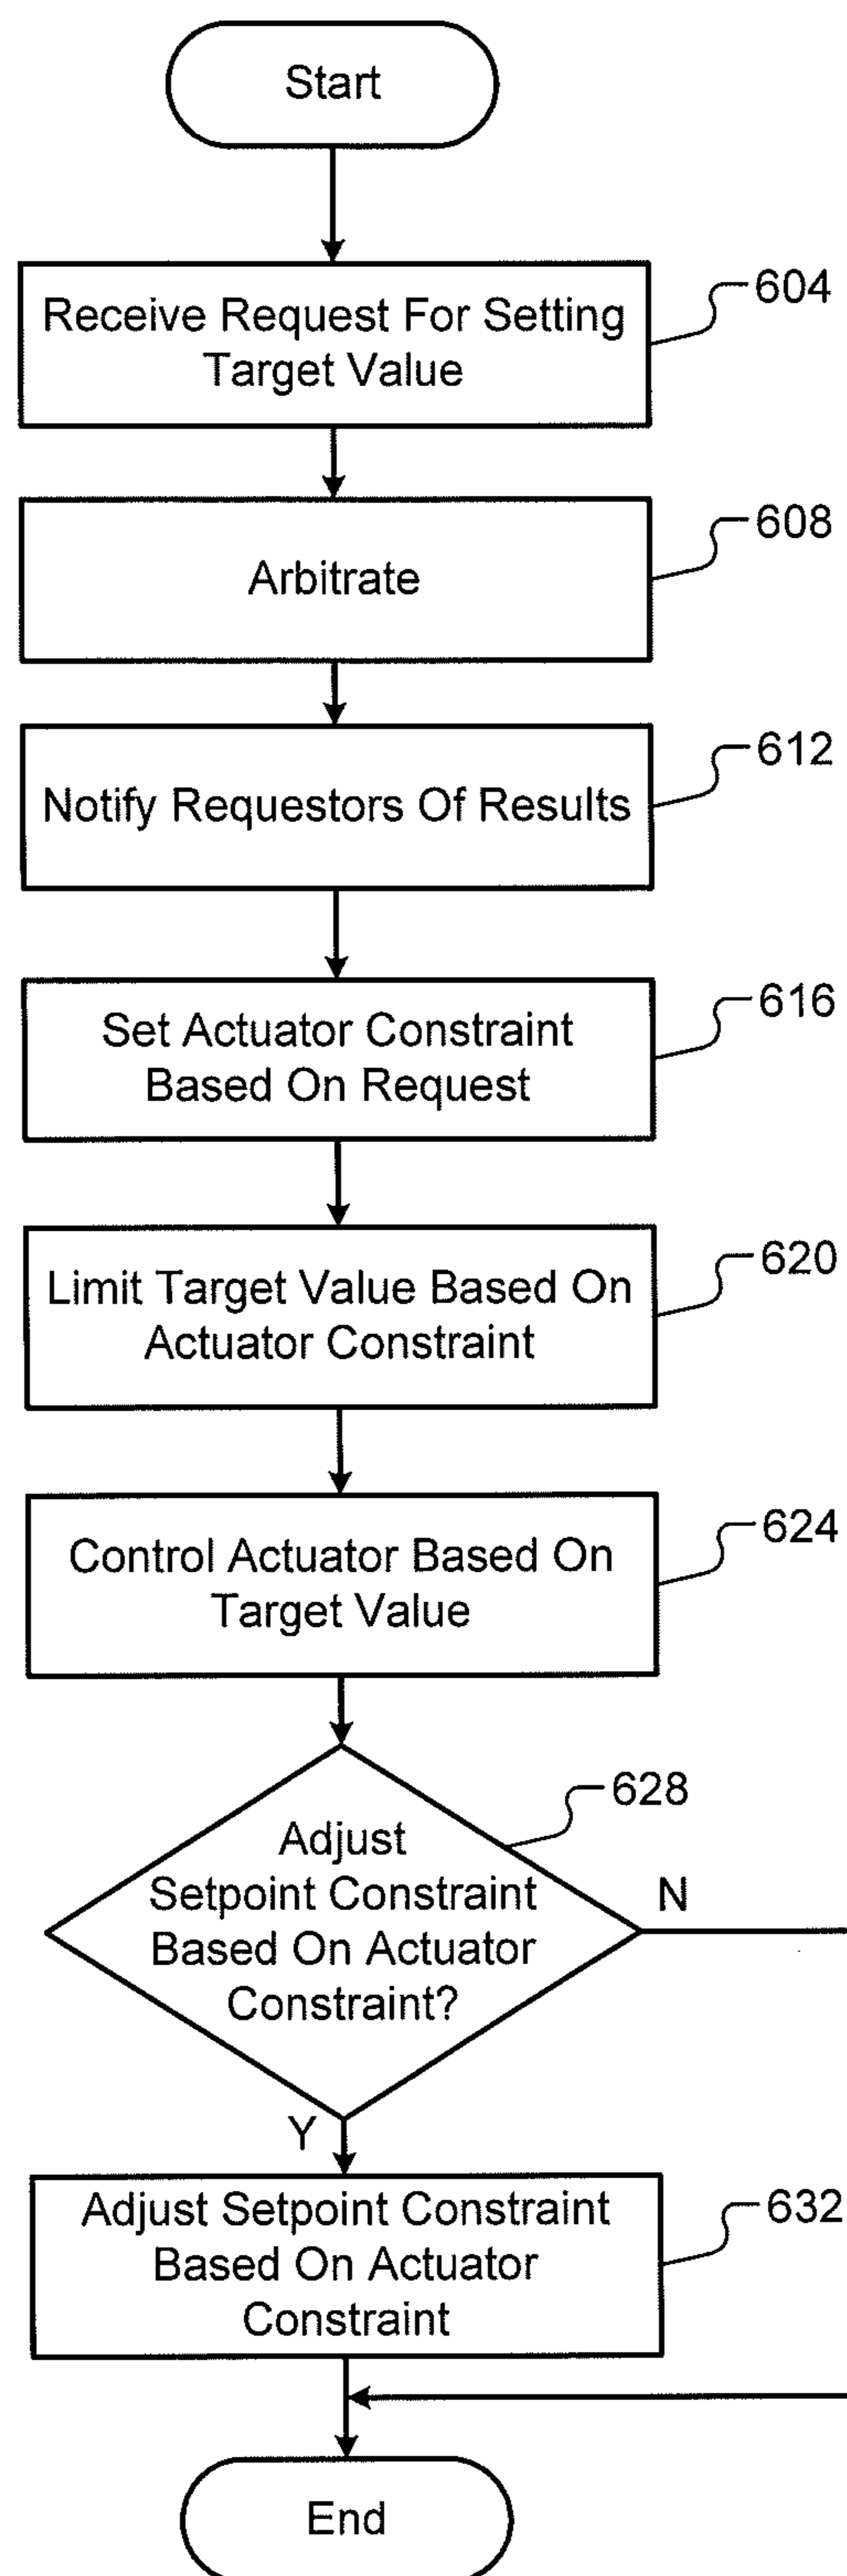 Start
Receive Request For Setting
Target Value
604
Arbitrate
608
Notify Requestors Of Results
612
Set Actuator Constraint
Based On Request
616
Limit Target Value Based On
Actuator Constraint
620
Control Actuator Based On
Target Value
624
Adjust
Setpoint Constraint
Based On Actuator
Constraint?
628
N
Y
Adjust Setpoint Constraint
Based On Actuator
Constraint
632
End